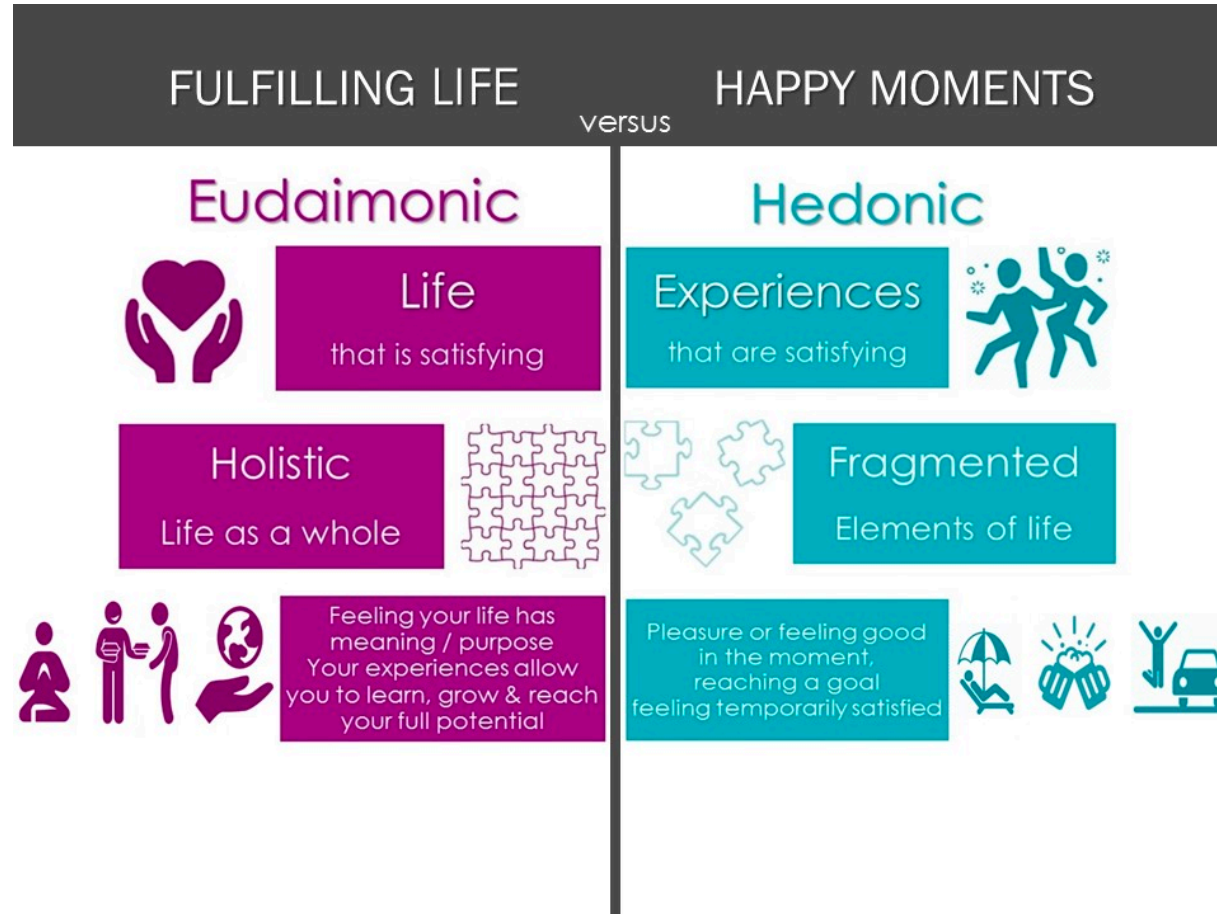 FULFILLING LIFE
versus
HAPPY MOMENTS
Eudaimonic
Life
that is satisfying
Holistic
Life as a whole
Feeling your life has
meaning / purpose
Your experiences allow
you to learn, grow & reach
your full potential
Hedonic
Experiences
that are satisfying
Fragmented
Elements of life
Pleasure or feeling good
in the moment,
reaching a goal
feeling temporarily satisfied